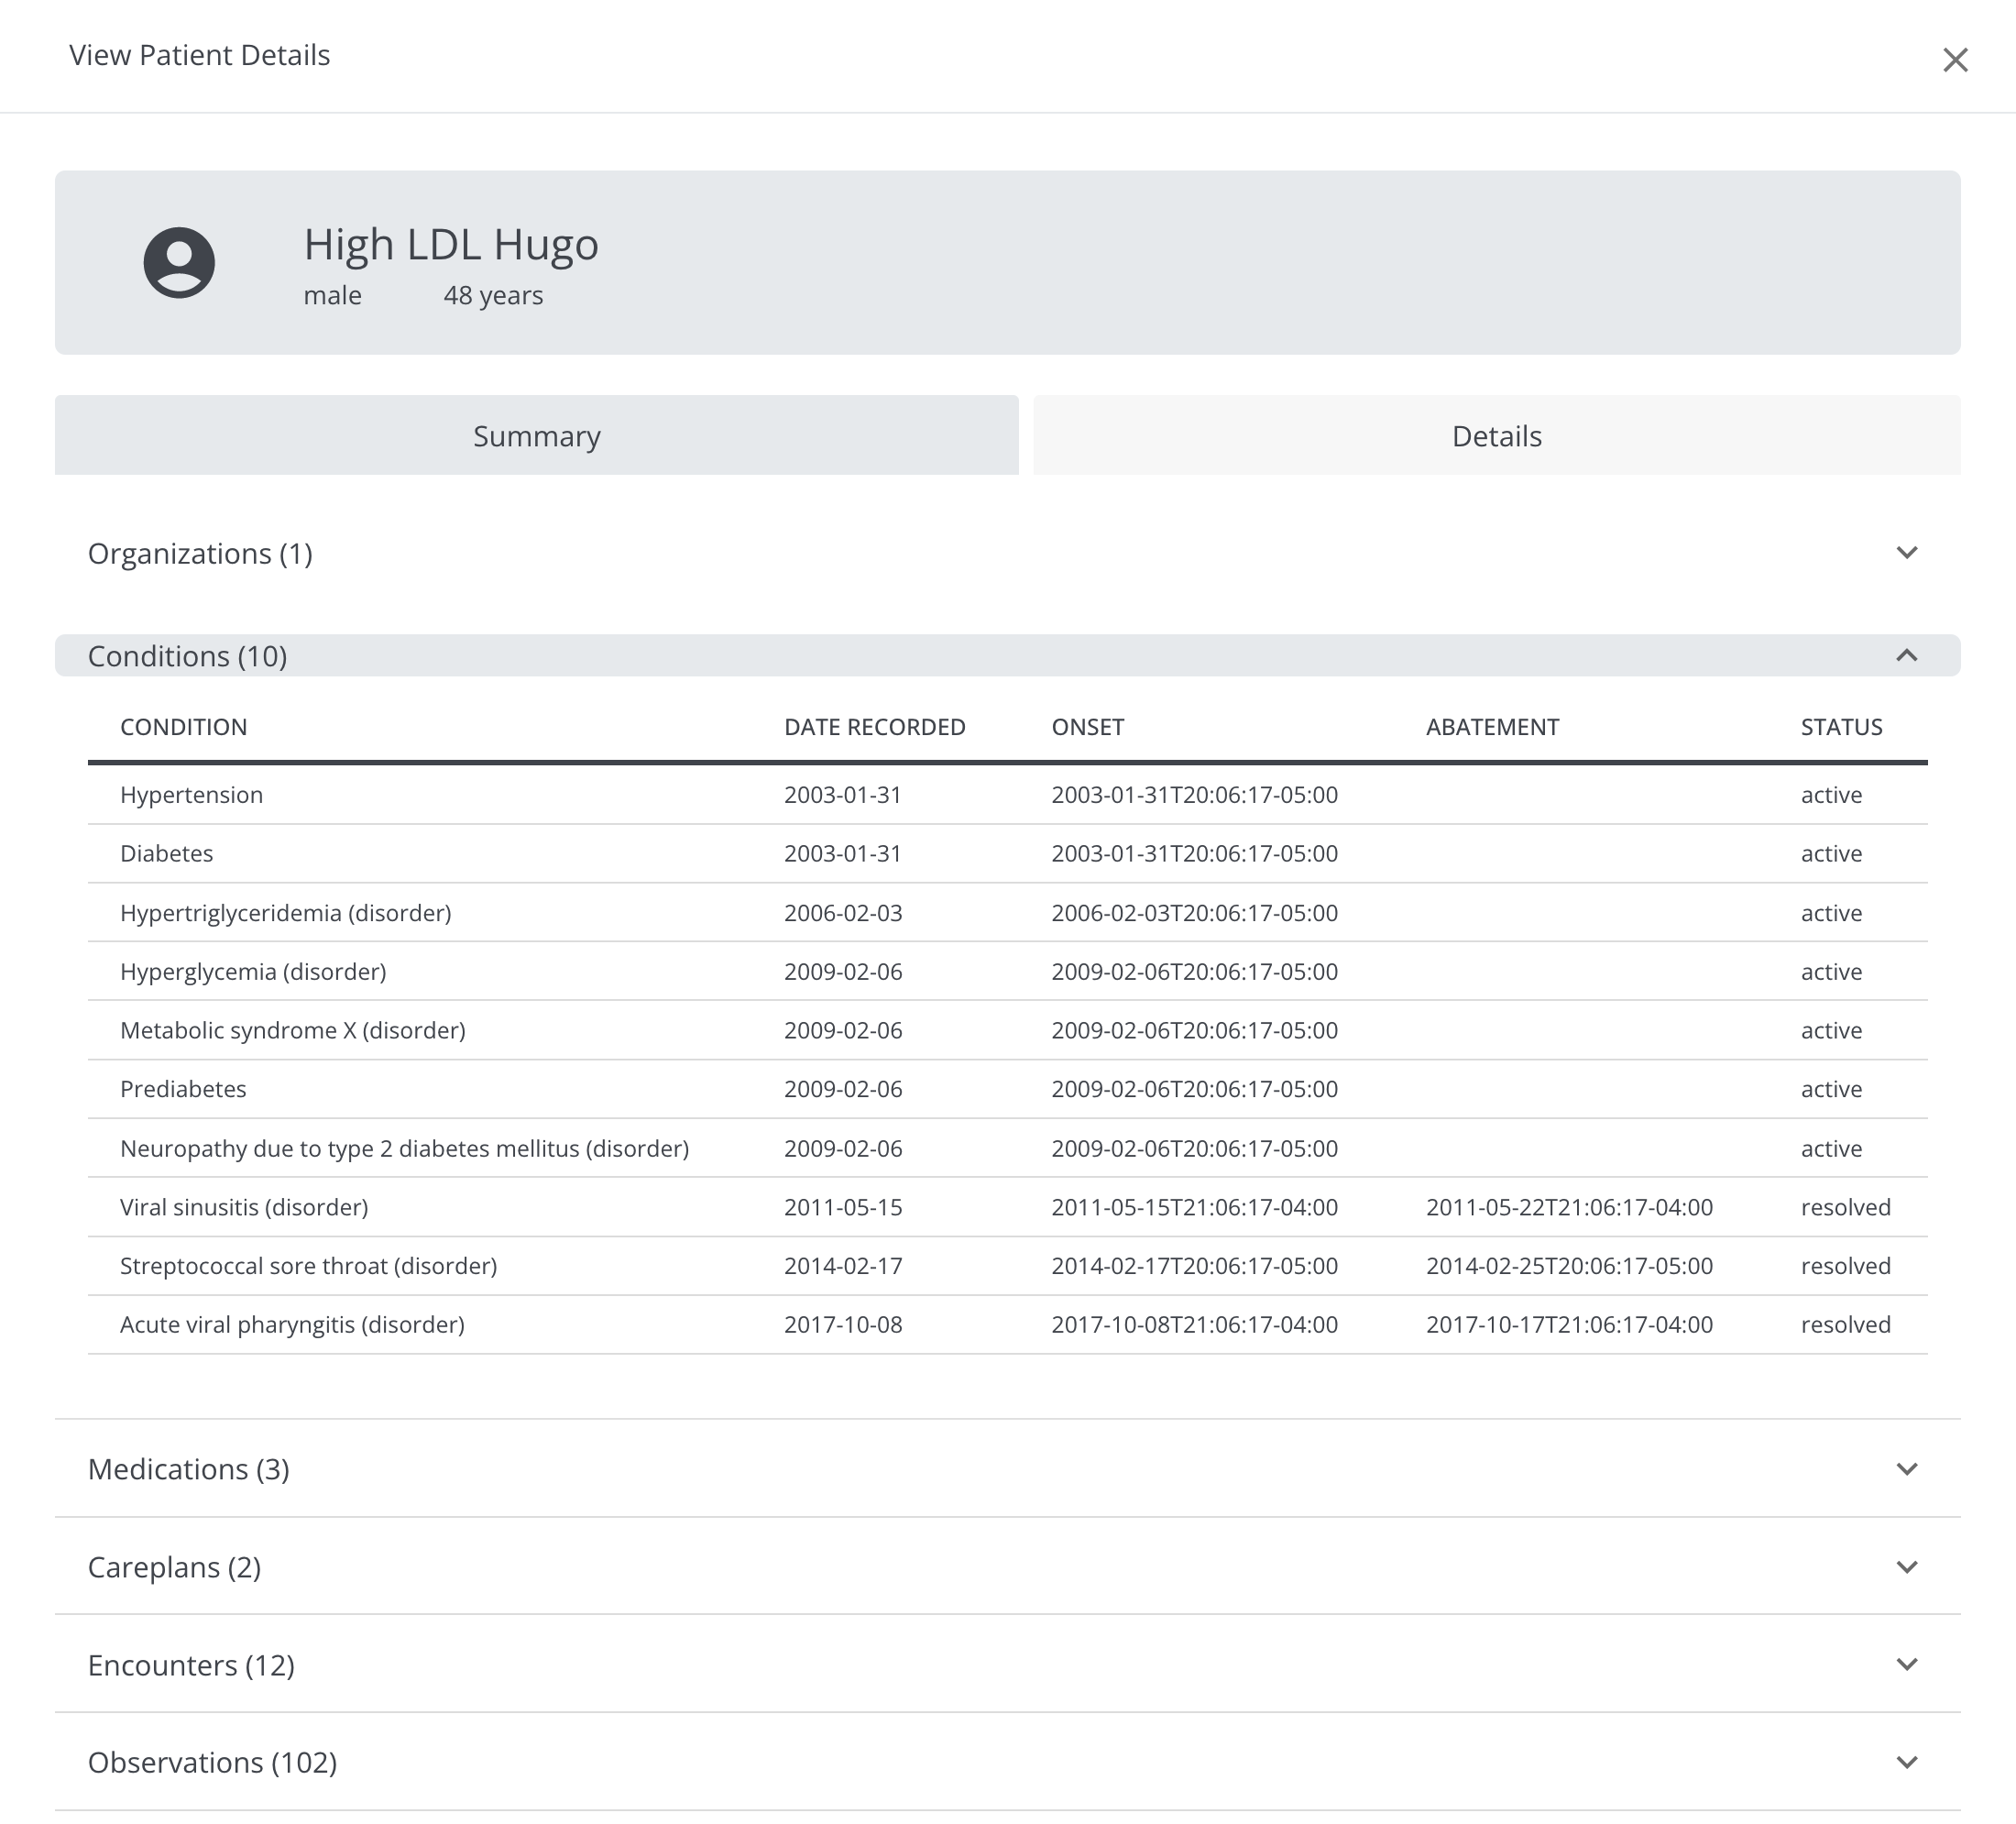 View Patient Details
High LDL Hugo
male 48 years
Summary Details
Organizations (1)
Conditions (10)
CONDITION DATE RECORDED ONSET ABATEMENT STATUS
Hypertension 2003-01-31 2003-01-31T20:06:17-05:00 active
Diabetes 2003-01-31 2003-01-31T20:06:17-05:00 active
Hypertriglyceridemia (disorder) 2006-02-03 2006-02-03T20:06:17-05:00 active
Hyperglycemia (disorder) 2009-02-06 2009-02-06T20:06:17-05:00 active
Metabolic syndrome X (disorder) 2009-02-06 2009-02-06T20:06:17-05:00 active
Prediabetes 2009-02-06 2009-02-06T20:06:17-05:00 active
Neuropathy due to type 2 diabetes mellitus (disorder) 2009-02-06 2009-02-06T20:06:17-05:00 active
Viral sinusitis (disorder) 2011-05-15 2011-05-15T21:06:17-04:00 2011-05-22T21:06:17-04:00 resolved
Streptococcal sore throat (disorder) 2014-02-17 2014-02-17T20:06:17-05:00 2014-02-25T20:06:17-05:00 resolved
Acute viral pharyngitis (disorder) 2017-10-08 2017-10-08T21:06:17-04:00 2017-10-17T21:06:17-04:00 resolved
Medications (3)
Careplans (2)
Encounters (12)
Observations (102)